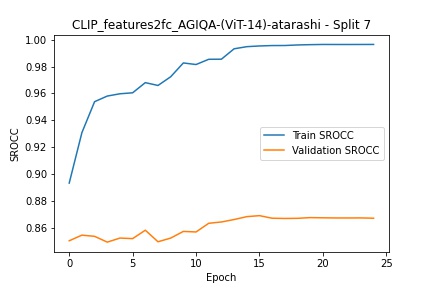 CLIP_features2fc_AGIQA-(ViT-14)-atarashi - Split 7
1.00
0.98
0.96
0.94
0.92
0.90
0.88
0.86
SROCC
Train SROCC
Validation SROCC
0 5 10 15 20 25
Epoch